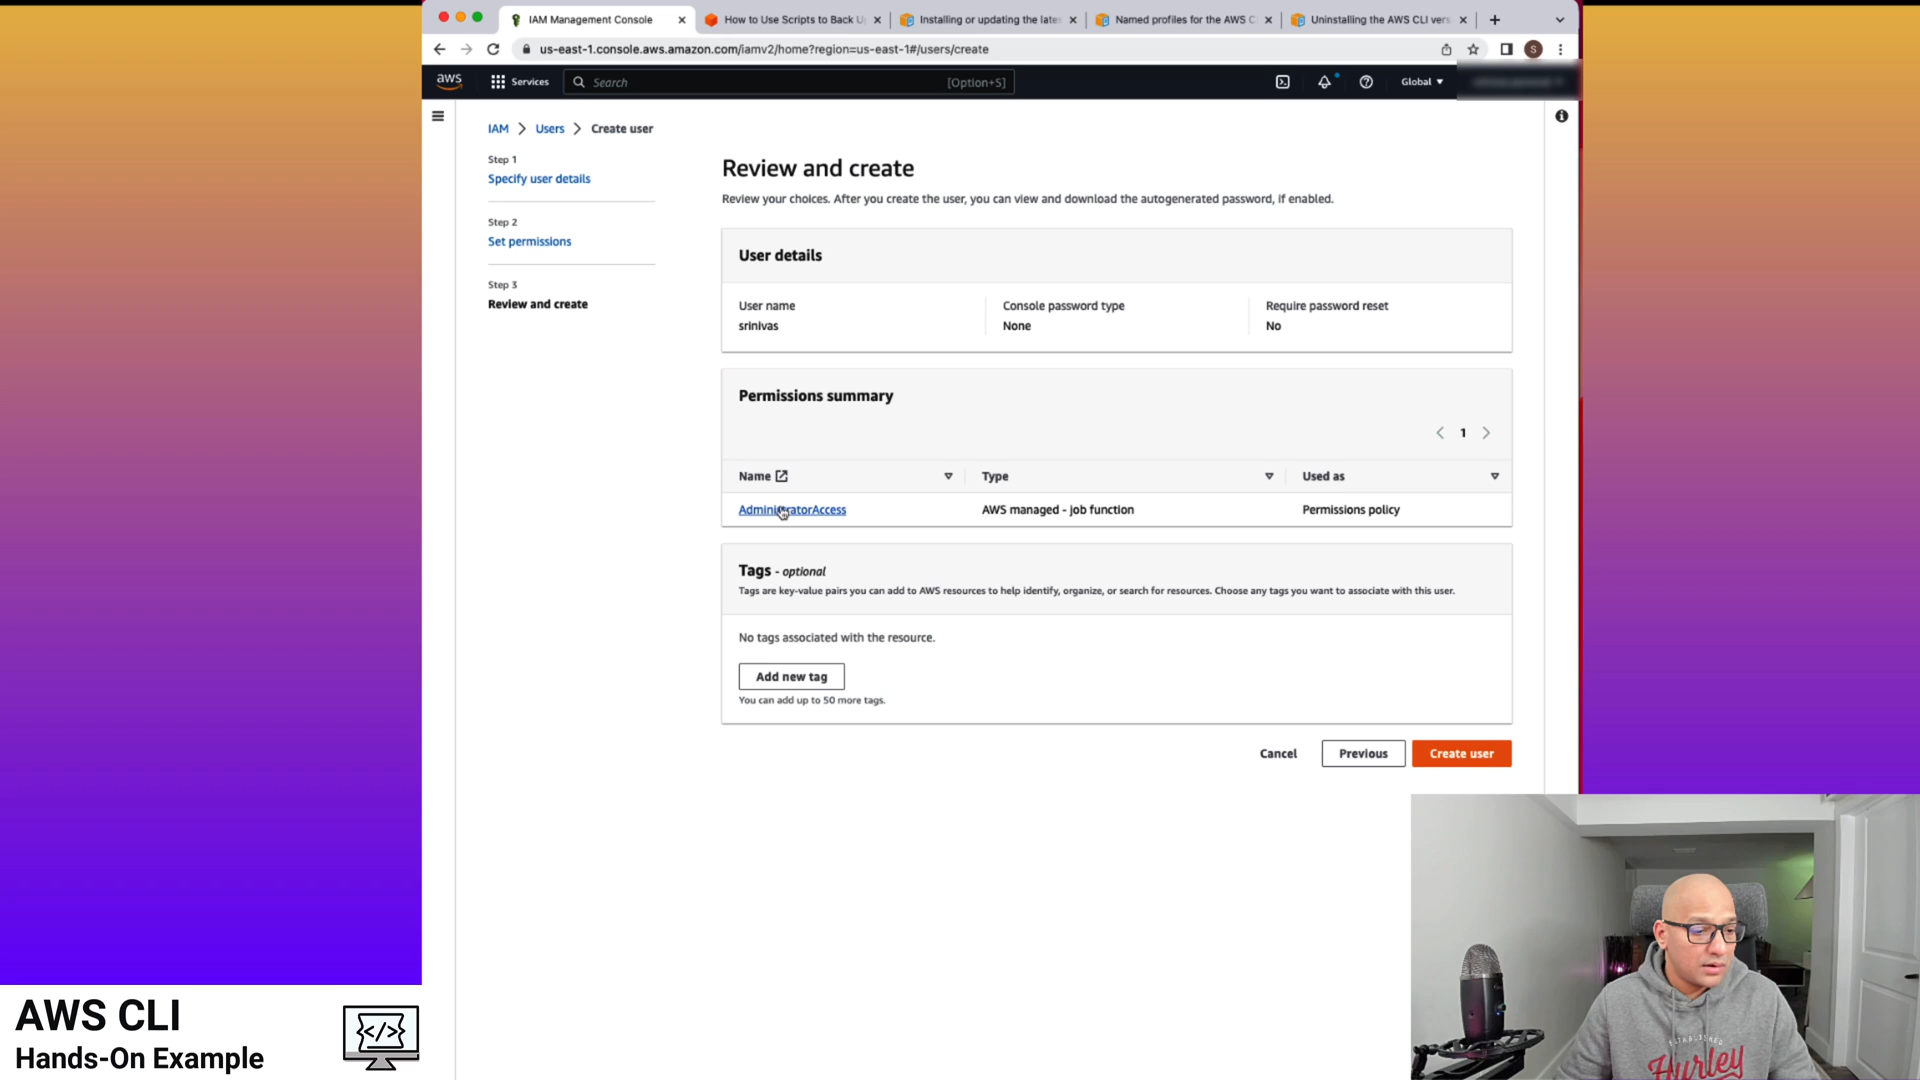 IAM Management Console
How to Use Scripts to Back U
Installing or updating the late
Named profiles for the AWS C
Uninstalling the AWS CLI vers
us-east-1.console.aws.amazon.com/iamv2/home?region=us-east-1#/users/create
S
aws
Services
Search
[Option+S]
Global
IAM > Users > Create user
Step 1
Specify user details
Step 2
Set permissions
Step 3
Review and create
Review and create
Review your choices. After you create the user, you can view and download the autogenerated password, if enabled.
User details
User name
srinivas
Console password type
None
Require password reset
No
Permissions summary
1
Name
Type
Used as
AdministratorAccess
AWS managed - job function
Permissions policy
Tags - optional
Tags are key-value pairs you can add to AWS resources to help identify, organize, or search for resources. Choose any tags you want to associate with this user.
No tags associated with the resource.
Add new tag
You can add up to 50 more tags.
Cancel
Previous
Create user
AWS CLI
Hands-On Example
</>
ESTABLISHED
Hurley